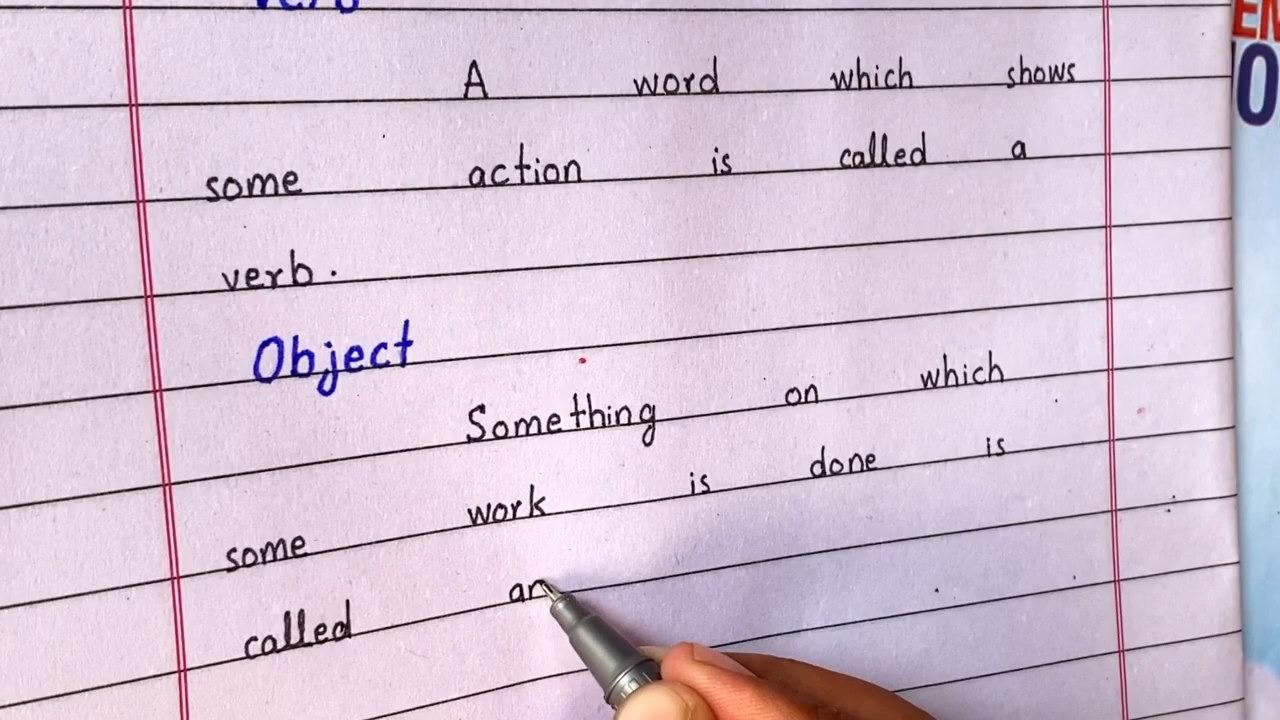 verb
A word which shows
some action is called a
verb.
Object
Something on which
some work is done is
called an